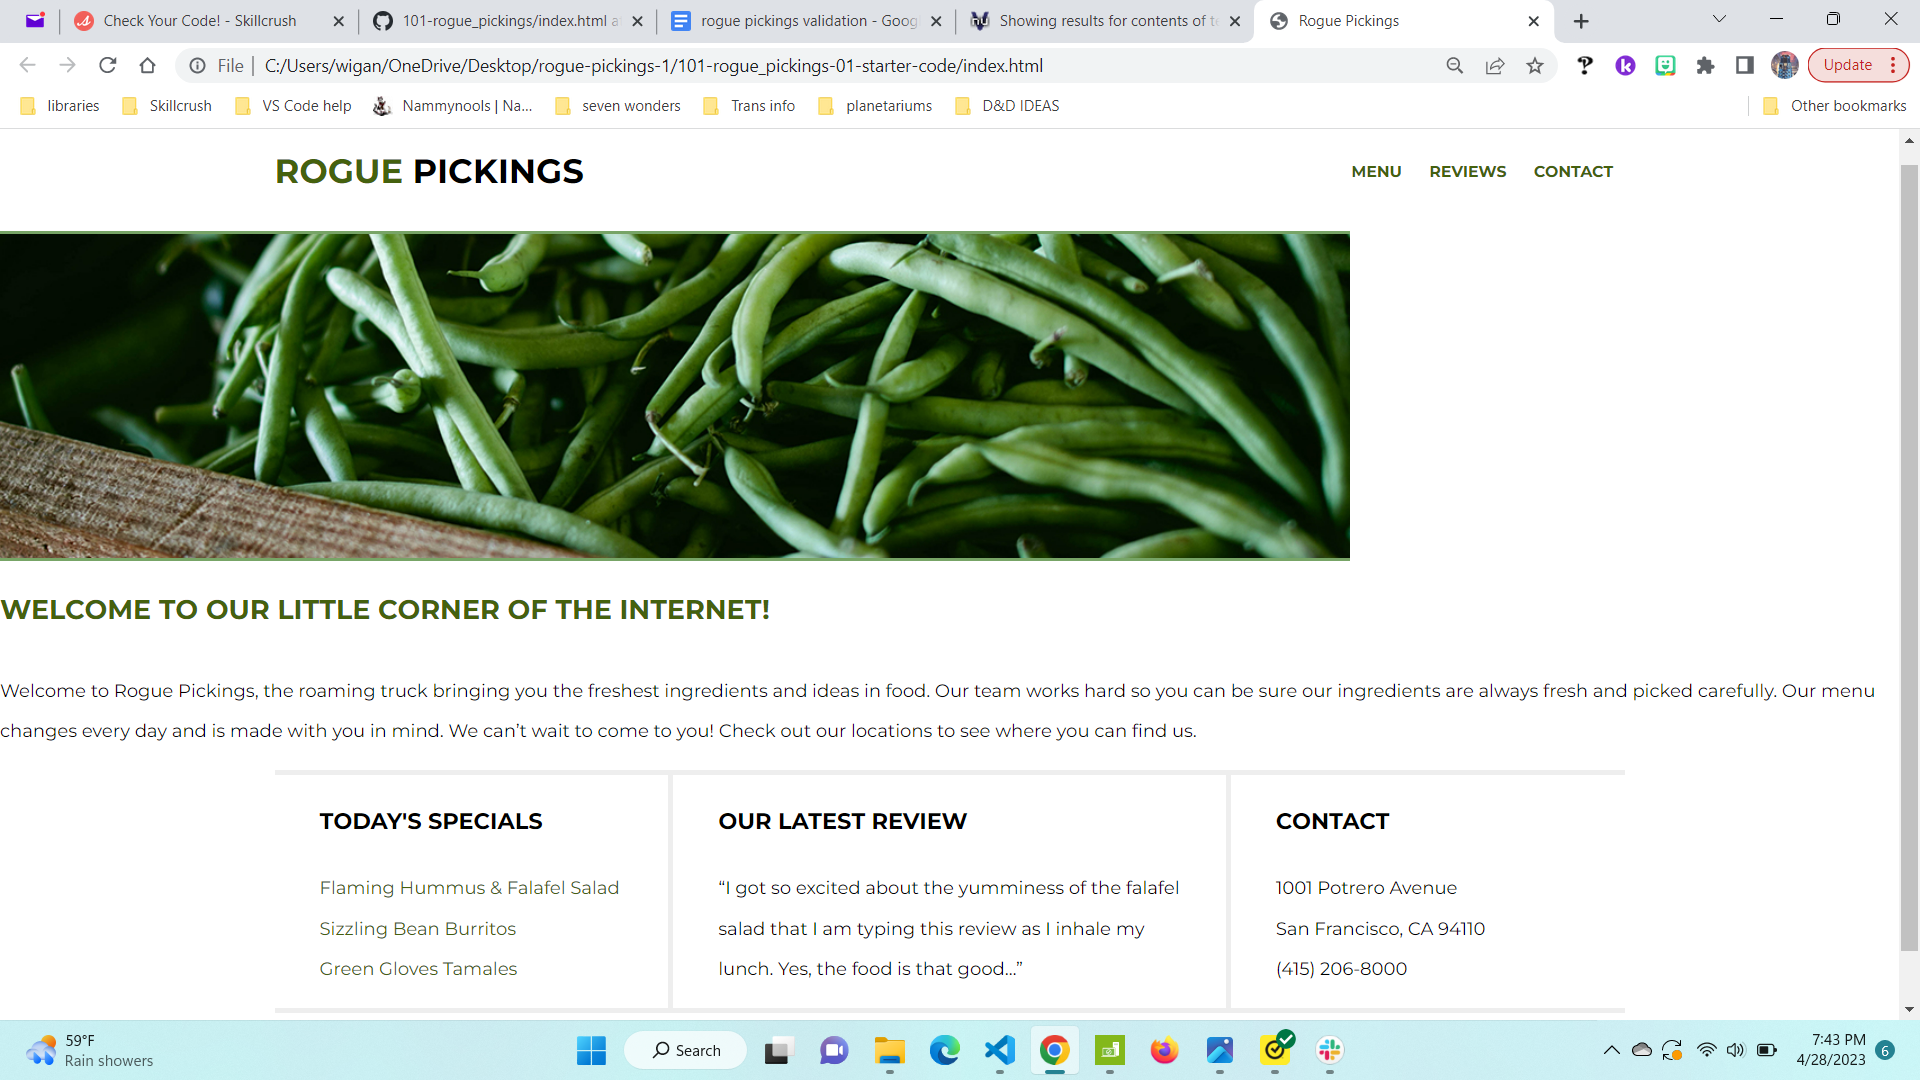 Check Your Code! - Skillcrush
101-rogue_pickings/index.html a
rogue pickings validation - Goog
Showing results for contents of te
Rogue Pickings
File
C:/Users/wigan/OneDrive/Desktop/rogue-pickings-1/101-rogue_pickings-01-starter-code/index.html
Update
libraries
Skillcrush
VS Code help
Nammynools | Na...
seven wonders
Trans info
planetariums
D&D IDEAS
Other bookmarks
ROGUE PICKINGS
MENU REVIEWS CONTACT
WELCOME TO OUR LITTLE CORNER OF THE INTERNET!
Welcome to Rogue Pickings, the roaming truck bringing you the freshest ingredients and ideas in food. Our team works hard so you can be sure our ingredients are always fresh and picked carefully. Our menu
changes every day and is made with you in mind. We can’t wait to come to you! Check out our locations to see where you can find us.
TODAY'S SPECIALS
Flaming Hummus & Falafel Salad
Sizzling Bean Burritos
Green Gloves Tamales
OUR LATEST REVIEW
“I got so excited about the yumminess of the falafel
salad that I am typing this review as I inhale my
lunch. Yes, the food is that good...”
CONTACT
1001 Potrero Avenue
San Francisco, CA 94110
(415) 206-8000
59°F
Rain showers
Search
7:43 PM
4/28/2023
6